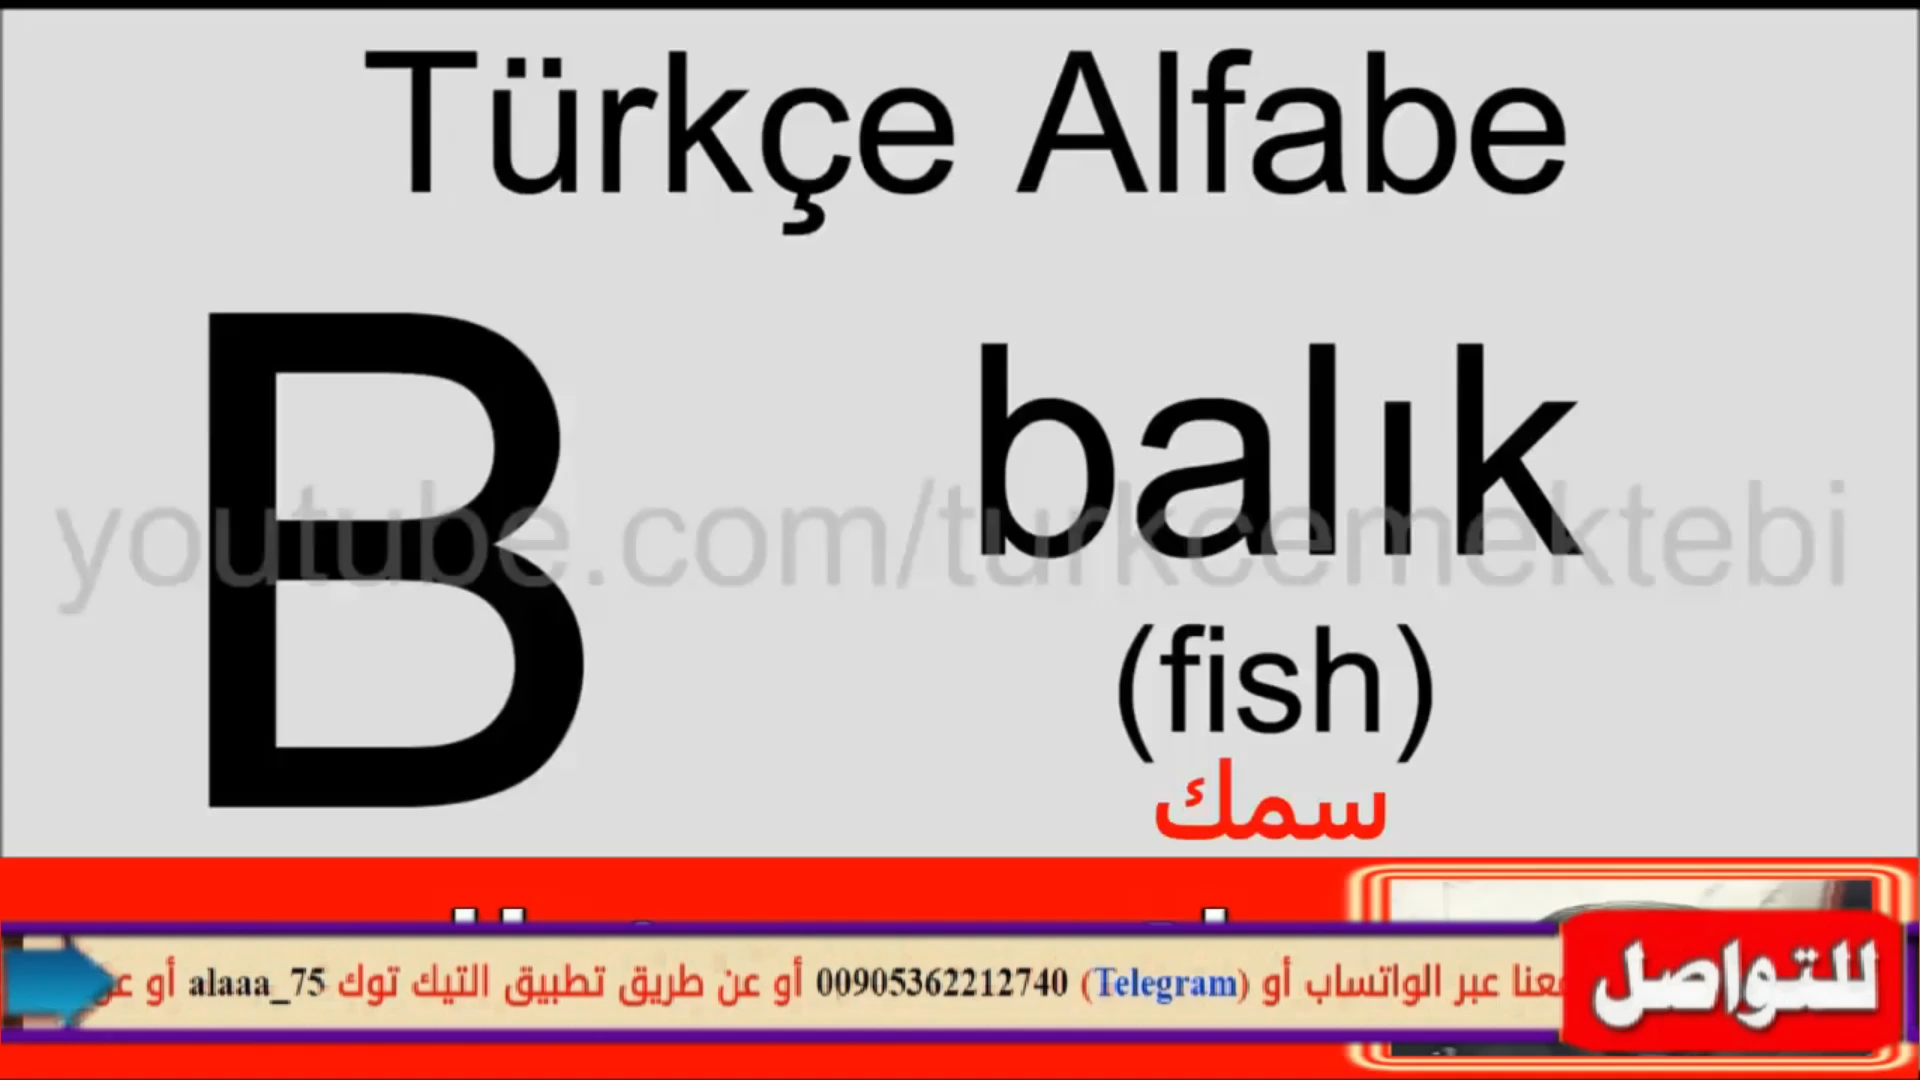 Türkçe Alfabe
B
balık
youtube.com/turkcemektebi
(fish)
سمك
معنا عبر الواتساب أو (Telegram) 00905362212740 أو عن طريق تطبيق التيك توك alaaa_75 أو
للتواصل